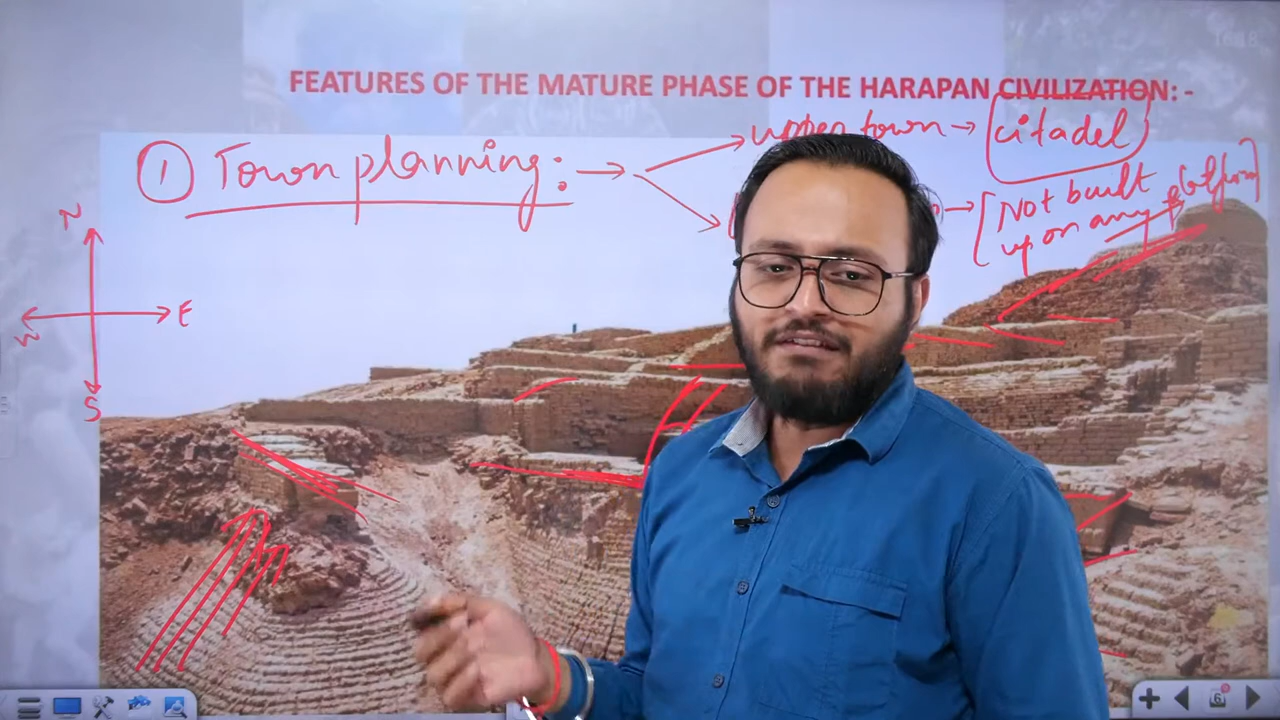 FEATURES OF THE MATURE PHASE OF THE HARAPAN CIVILIZATION: -
① Town planning: → upper town → (citadel)
→ [Not built
upon any platform]
N
W E
S
6